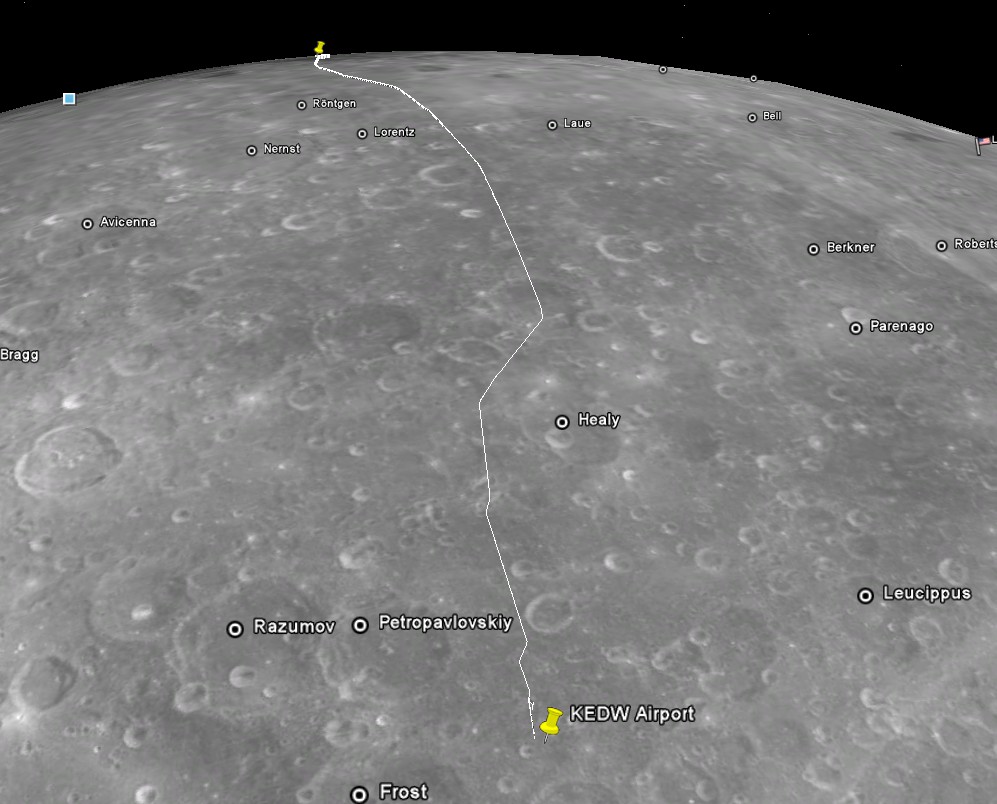 Röntgen
Bell
Laue
Lorentz
Nernst
Avicenna
Roberts
Berkner
Parenago
Bragg
Healy
Leucippus
Petropavlovskiy
Razumov
KEDW Airport
Frost